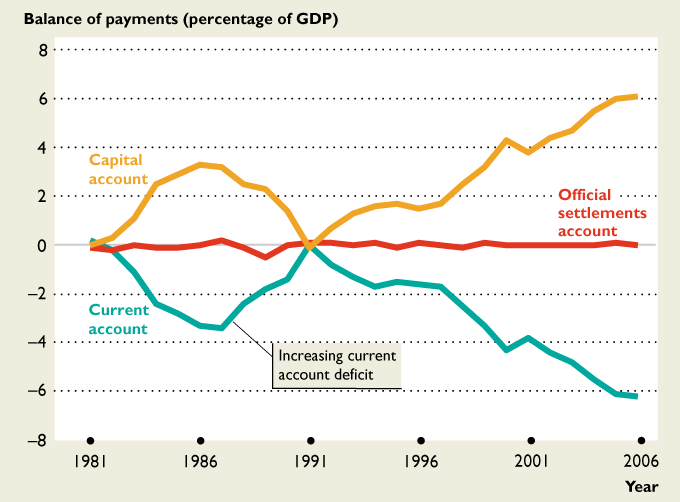 Balance of payments (percentage of GDP)
8
6
4
2
0
–2
–4
–6
–8
Capital
account
Official
settlements
account
Current
account
Increasing current
account deficit
1981
1986
1991
1996
2001
2006
Year